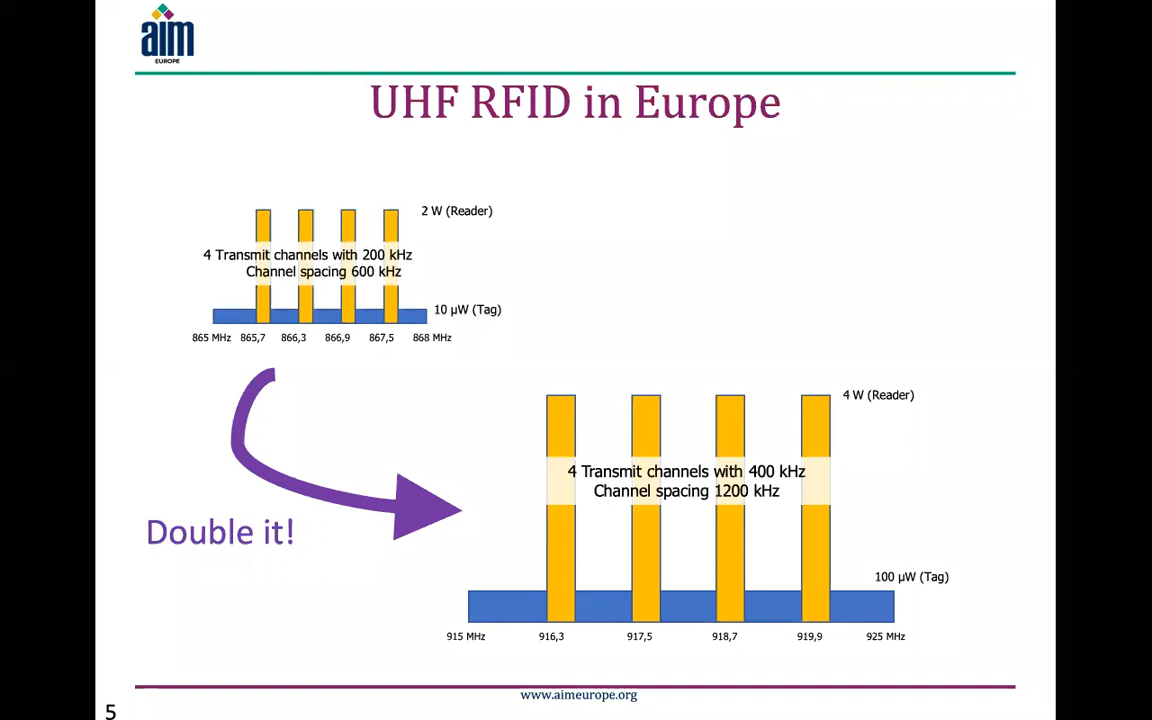 aim
EUROPE
UHF RFID in Europe
2 W (Reader)
4 Transmit channels with 200 kHz
Channel spacing 600 kHz
10 µW (Tag)
865 MHz 865,7 866,3 866,9 867,5 868 MHz
4 W (Reader)
4 Transmit channels with 400 kHz
Channel spacing 1200 kHz
Double it!
100 µW (Tag)
915 MHz 916,3 917,5 918,7 919,9 925 MHz
www.aimeurope.org
5